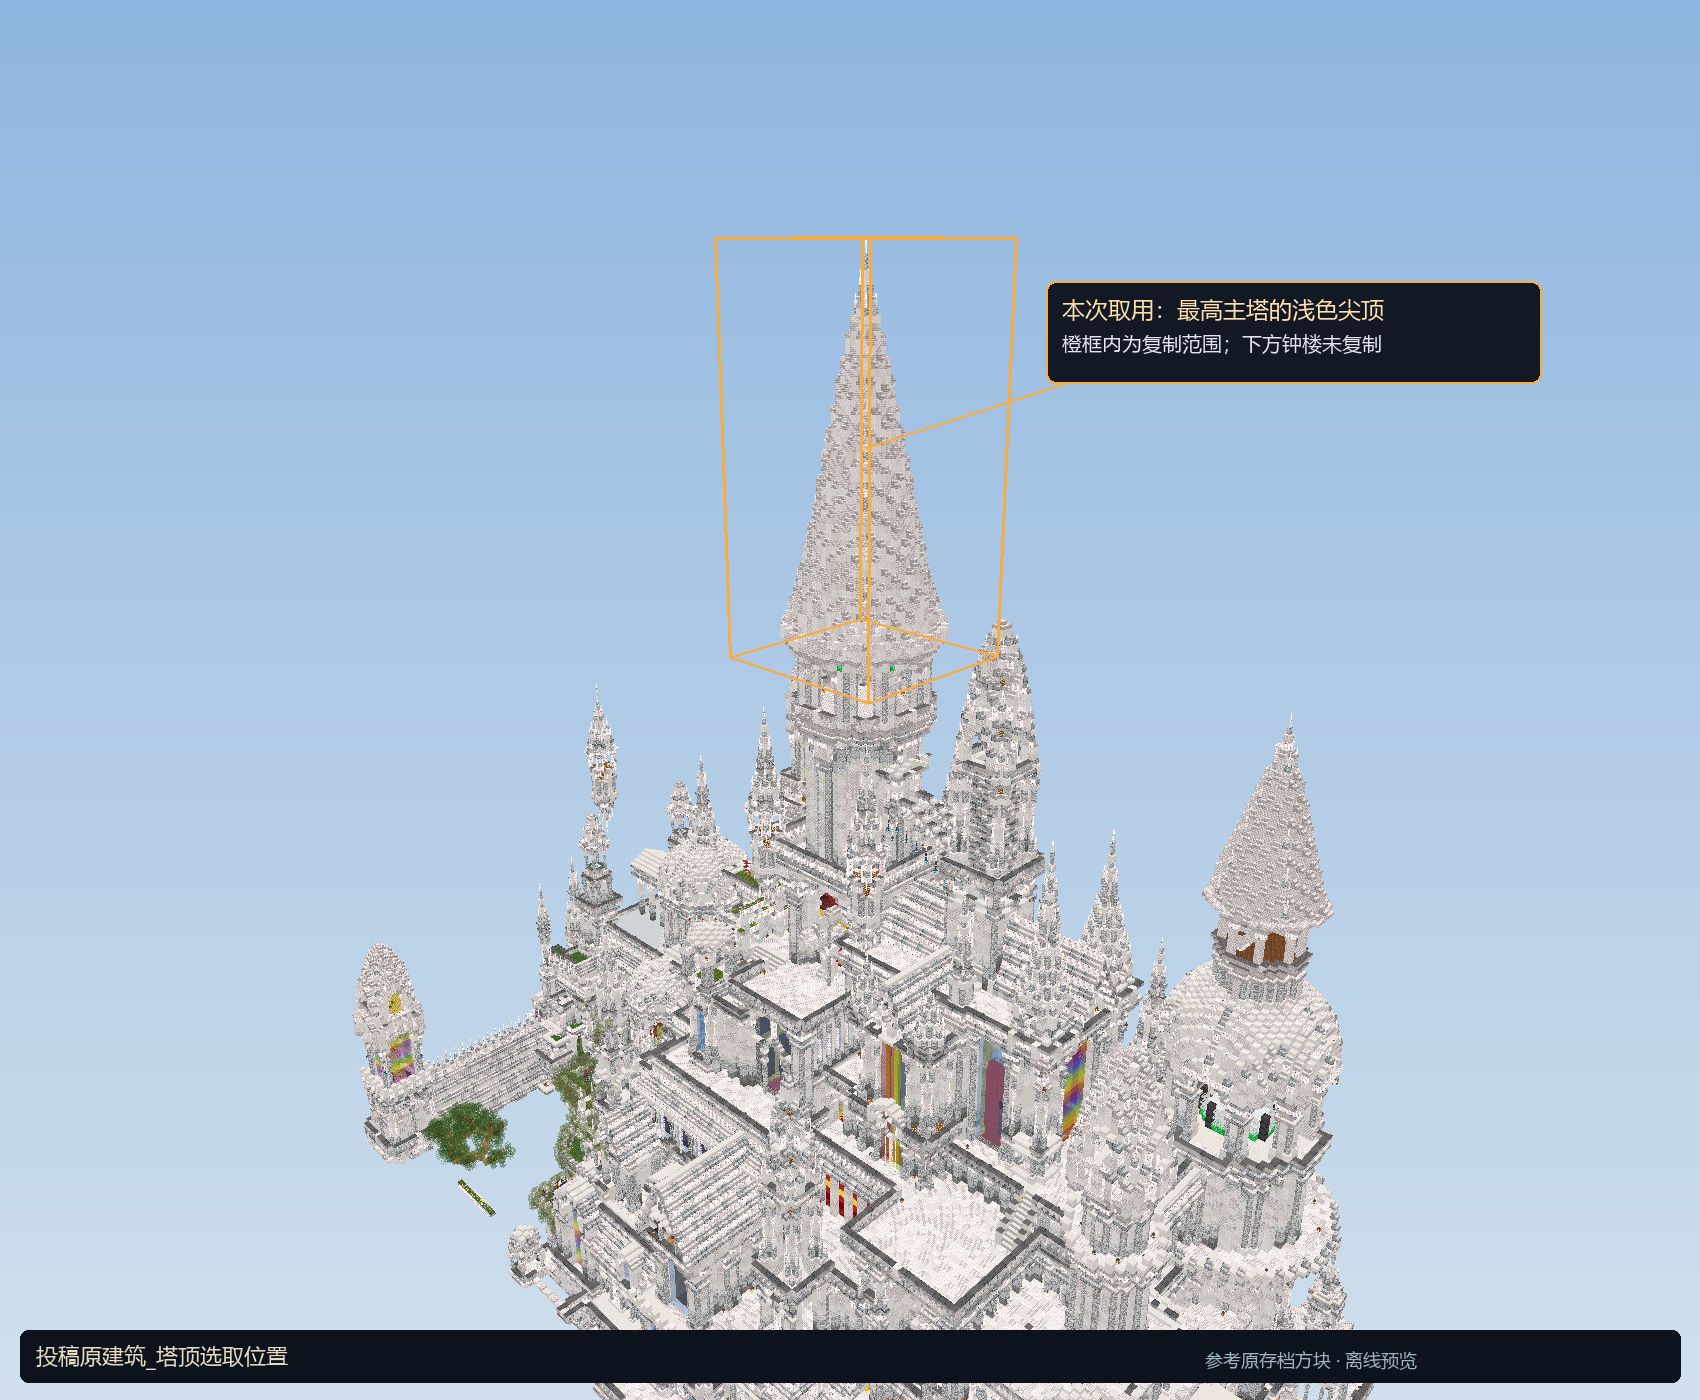 本次取用：最高主塔的浅色尖顶
橙框内为复制范围；下方钟楼未复制
投稿原建筑_塔顶选取位置
参考原存档方块 · 离线预览